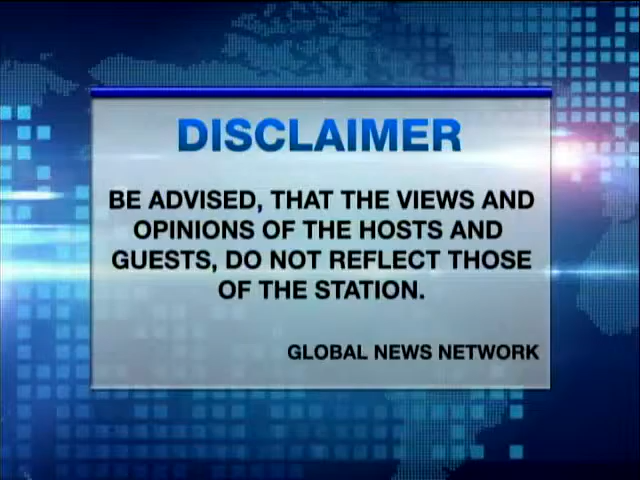 DISCLAIMER
BE ADVISED, THAT THE VIEWS AND
OPINIONS OF THE HOSTS AND
GUESTS, DO NOT REFLECT THOSE
OF THE STATION.
GLOBAL NEWS NETWORK